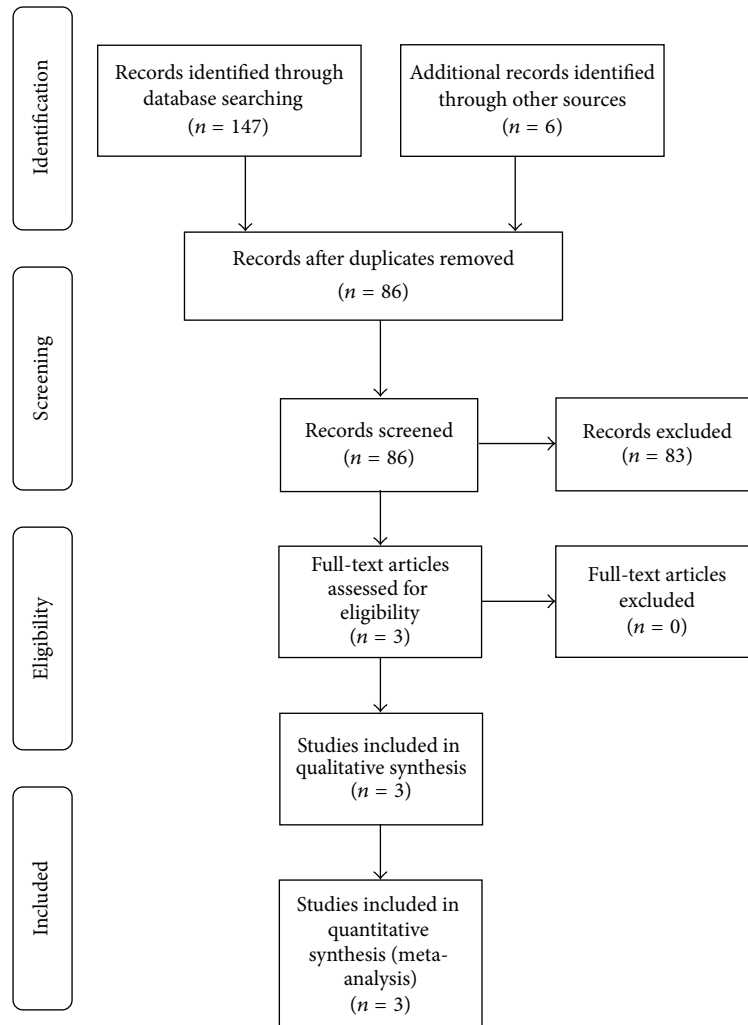 Identification
Records identified through
database searching
(n = 147)
Additional records identified
through other sources
(n = 6)
Records after duplicates removed
(n = 86)
Screening
Records screened
(n = 86)
Records excluded
(n = 83)
Eligibility
Full-text articles
assessed for
eligibility
(n = 3)
Full-text articles
excluded
(n = 0)
Studies included in
qualitative synthesis
(n = 3)
Included
Studies included in
quantitative
synthesis (meta-
analysis)
(n = 3)